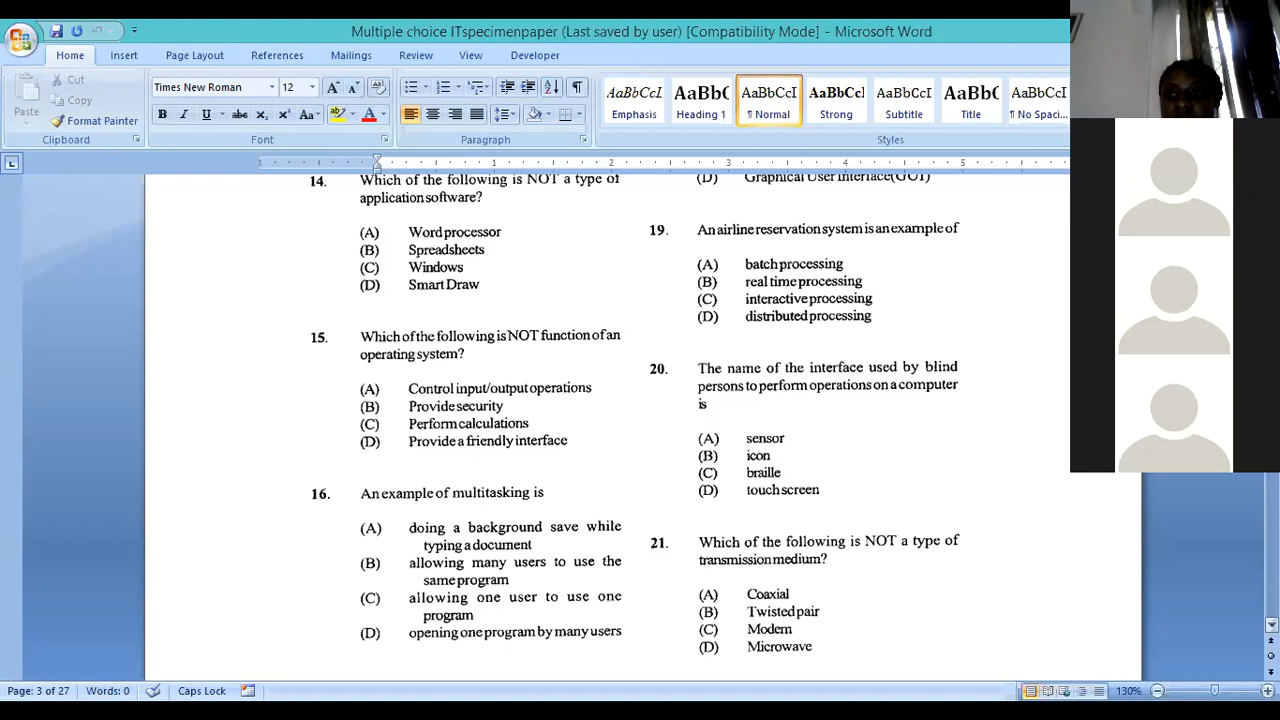 Multiple choice ITspecimenpaper (Last saved by user) [Compatibility Mode] - Microsoft Word
Home Insert Page Layout References Mailings Review View Developer
Cut
Copy
Paste
Format Painter
Clipboard
Times New Roman 12
Font
Paragraph
AaBbCcI AaBbC AaBbCcI AaBbCcI AaBbCcI AaBbC AaBbCcI
Emphasis Heading 1 ¶ Normal Strong Subtitle Title ¶ No Spaci...
Styles
1 1 2 3 4 5
14. Which of the following is NOT a type of
application software?
(A) Word processor
(B) Spreadsheets
(C) Windows
(D) Smart Draw
15. Which of the following is NOT function of an
operating system?
(A) Control input/output operations
(B) Provide security
(C) Perform calculations
(D) Provide a friendly interface
16. An example of multitasking is
(A) doing a background save while
typing a document
(B) allowing many users to use the
same program
(C) allowing one user to use one
program
(D) opening one program by many users
(D) Graphical User Interface(GUI)
19. An airline reservation system is an example of
(A) batch processing
(B) real time processing
(C) interactive processing
(D) distributed processing
20. The name of the interface used by blind
persons to perform operations on a computer
is
(A) sensor
(B) icon
(C) braille
(D) touch screen
21. Which of the following is NOT a type of
transmission medium?
(A) Coaxial
(B) Twisted pair
(C) Modem
(D) Microwave
Page: 3 of 27 Words: 0 Caps Lock 130%